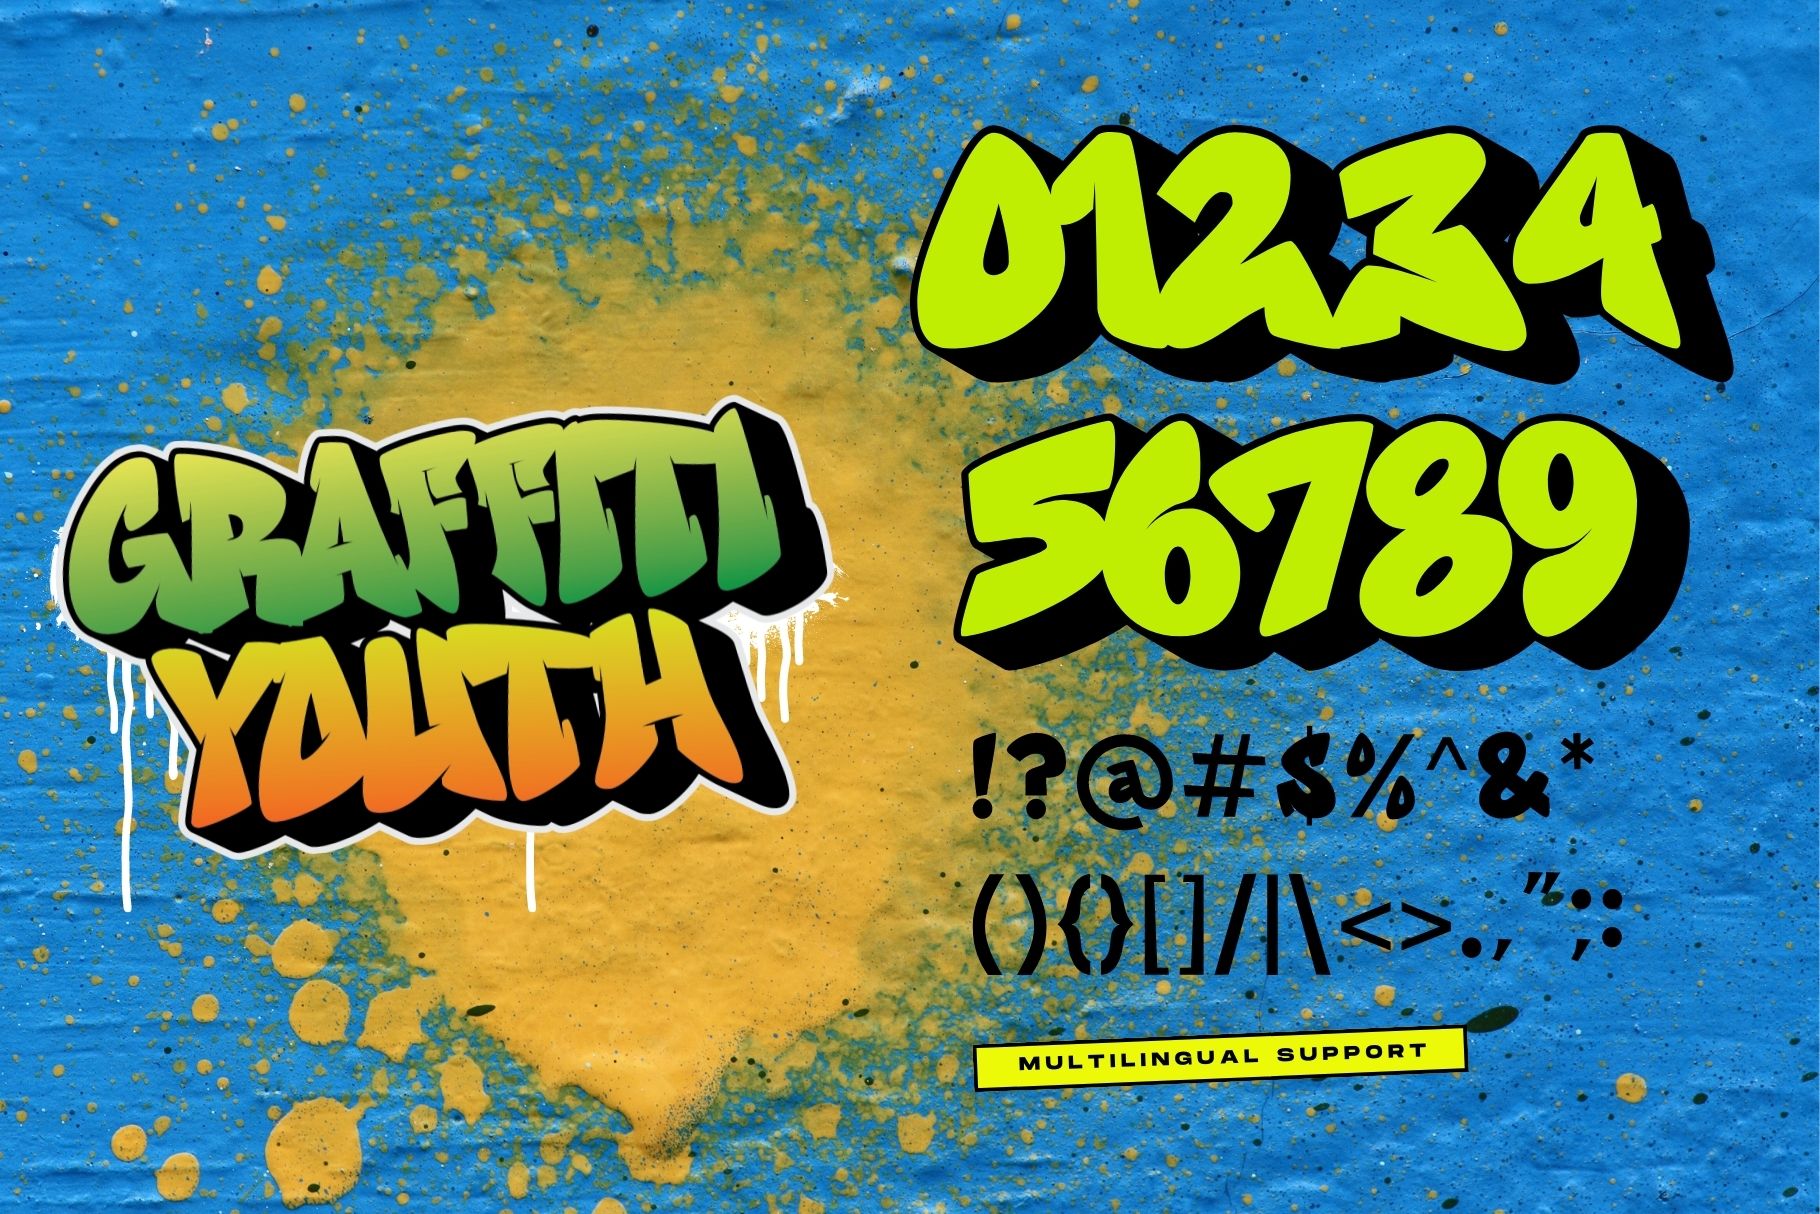 GRAFFITI
YOUTH
01234
56789
!?@#$%^&*
(){}[]/|\<>.,";:
MULTILINGUAL SUPPORT